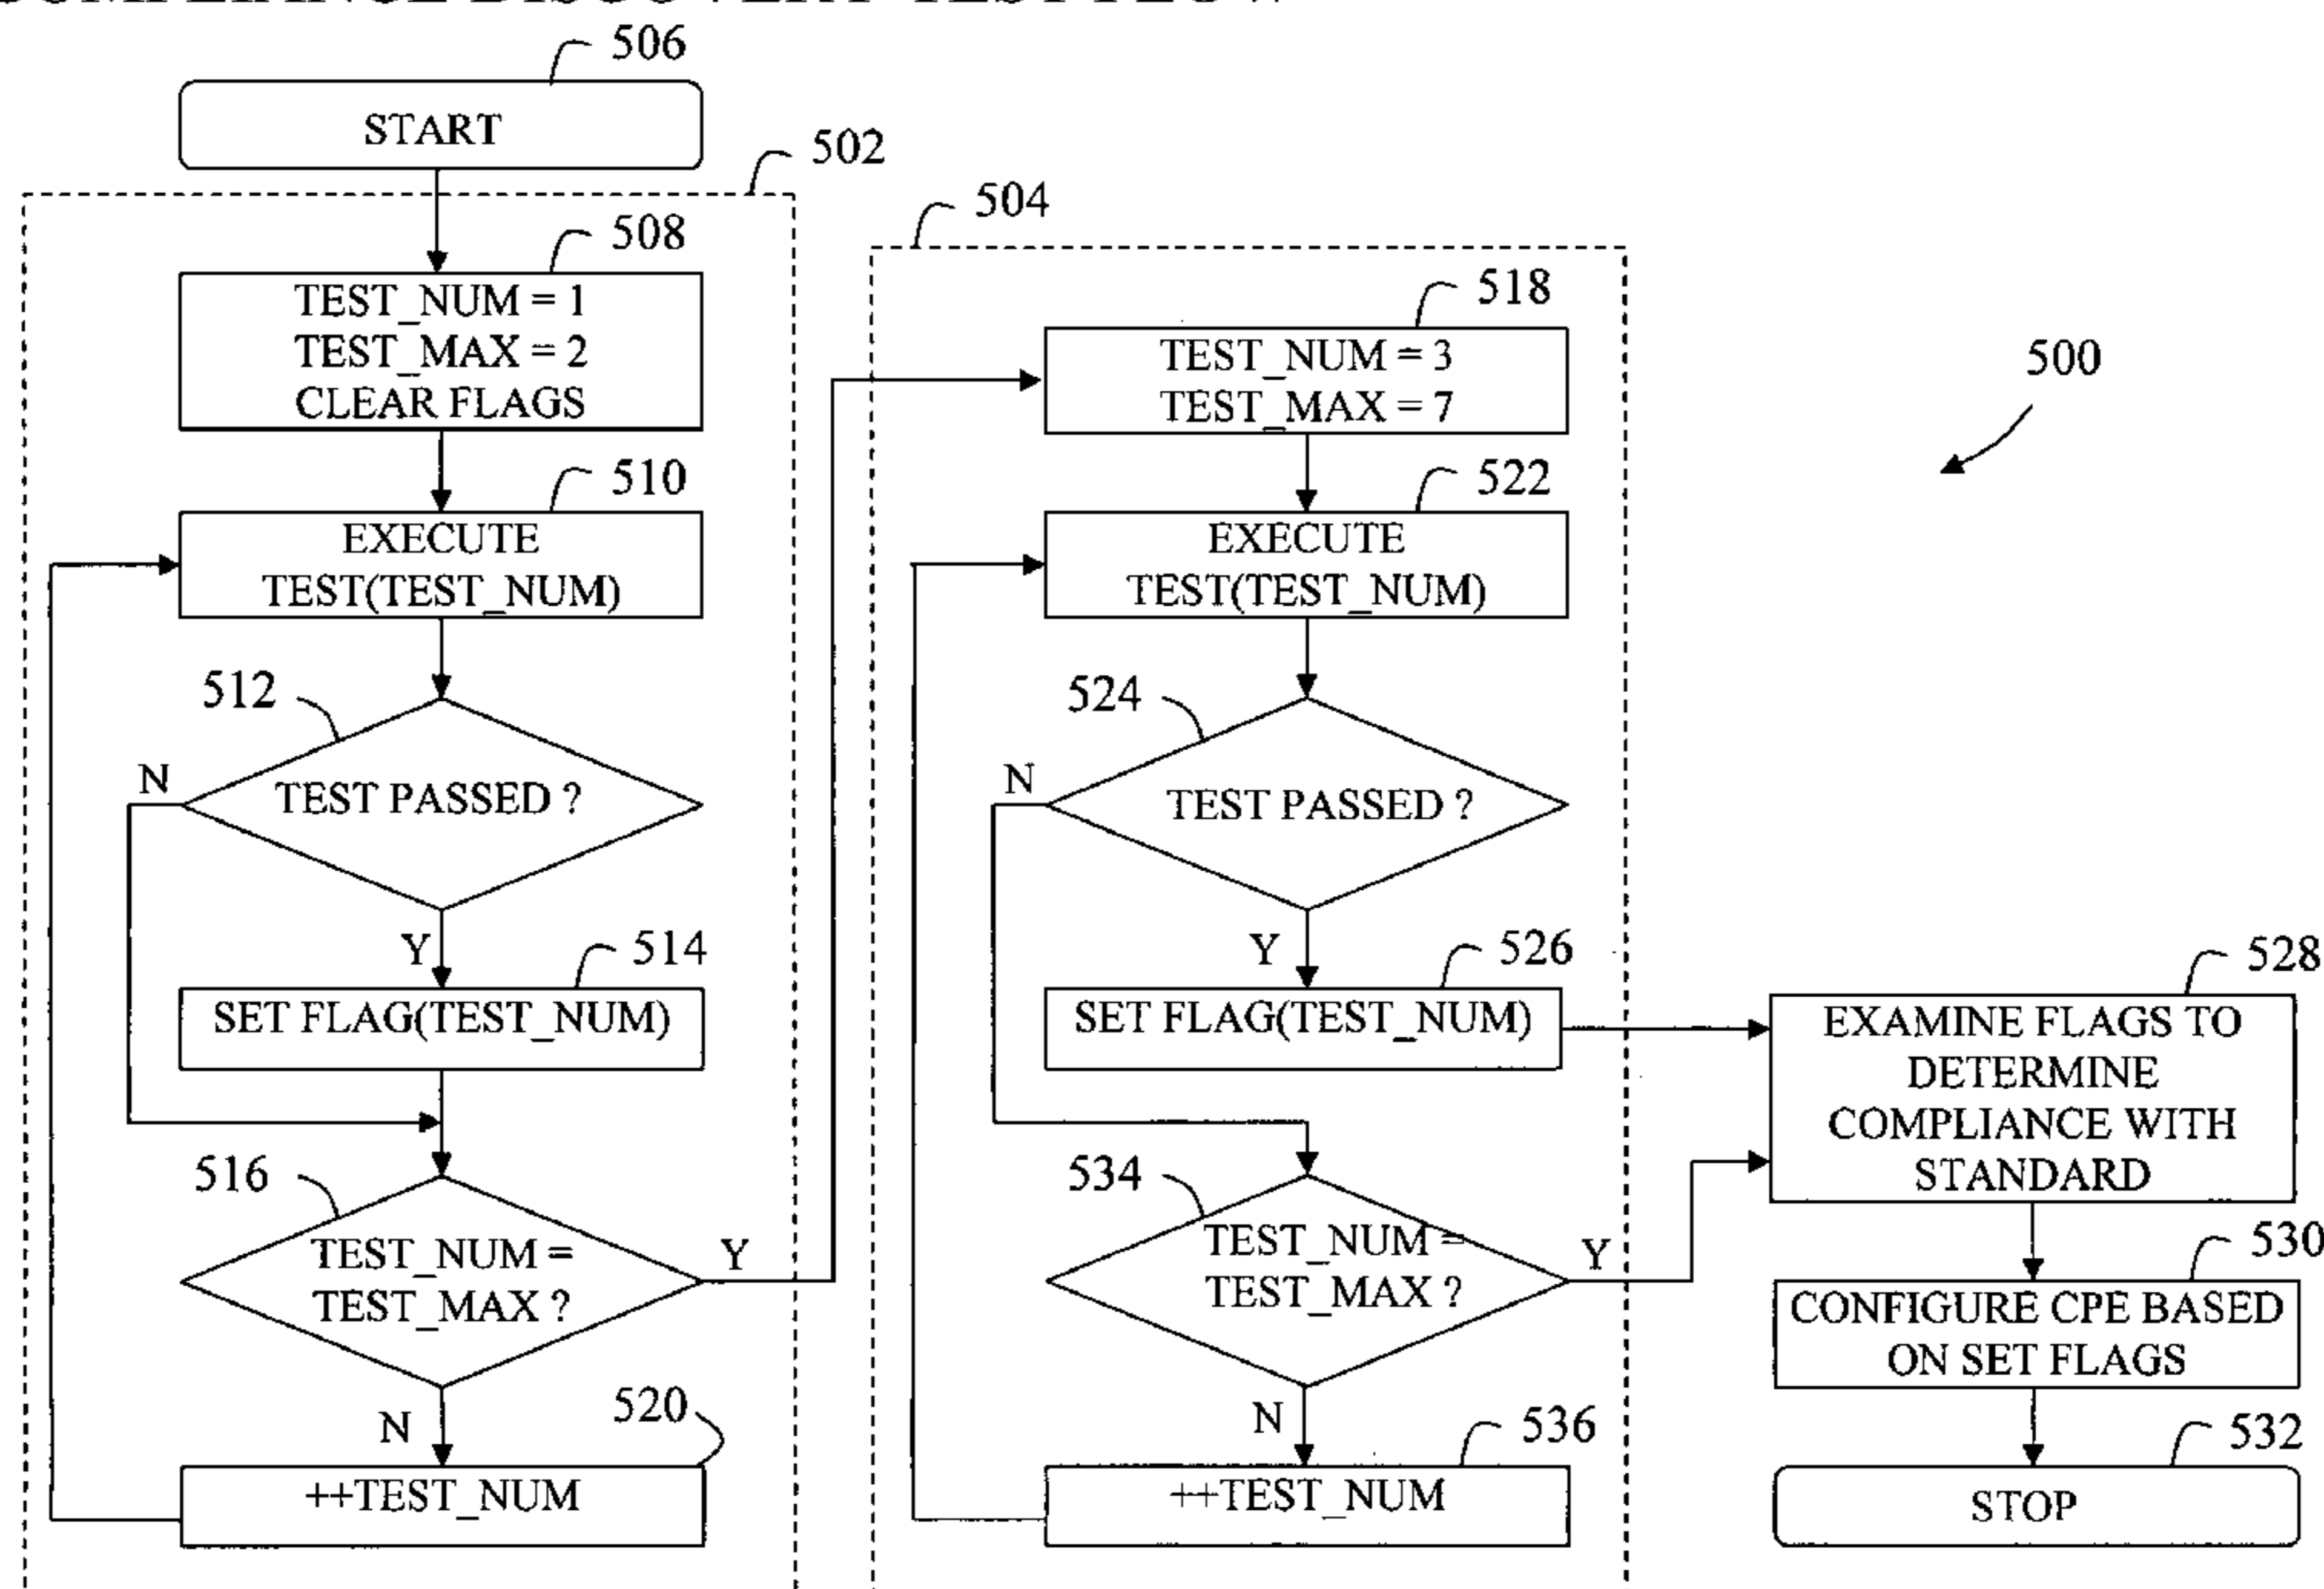 506
START
502
508
TEST_NUM = 1
TEST_MAX = 2
CLEAR FLAGS
510
EXECUTE
TEST(TEST_NUM)
512
N
TEST PASSED ?
Y
514
SET FLAG(TEST_NUM)
516
TEST_NUM =
TEST_MAX ?
Y
N
520
++TEST_NUM
504
518
TEST_NUM = 3
TEST_MAX = 7
522
EXECUTE
TEST(TEST_NUM)
524
N
TEST PASSED ?
Y
526
SET FLAG(TEST_NUM)
534
TEST_NUM =
TEST_MAX ?
Y
N
536
++TEST_NUM
500
528
EXAMINE FLAGS TO
DETERMINE
COMPLIANCE WITH
STANDARD
530
CONFIGURE CPE BASED
ON SET FLAGS
532
STOP